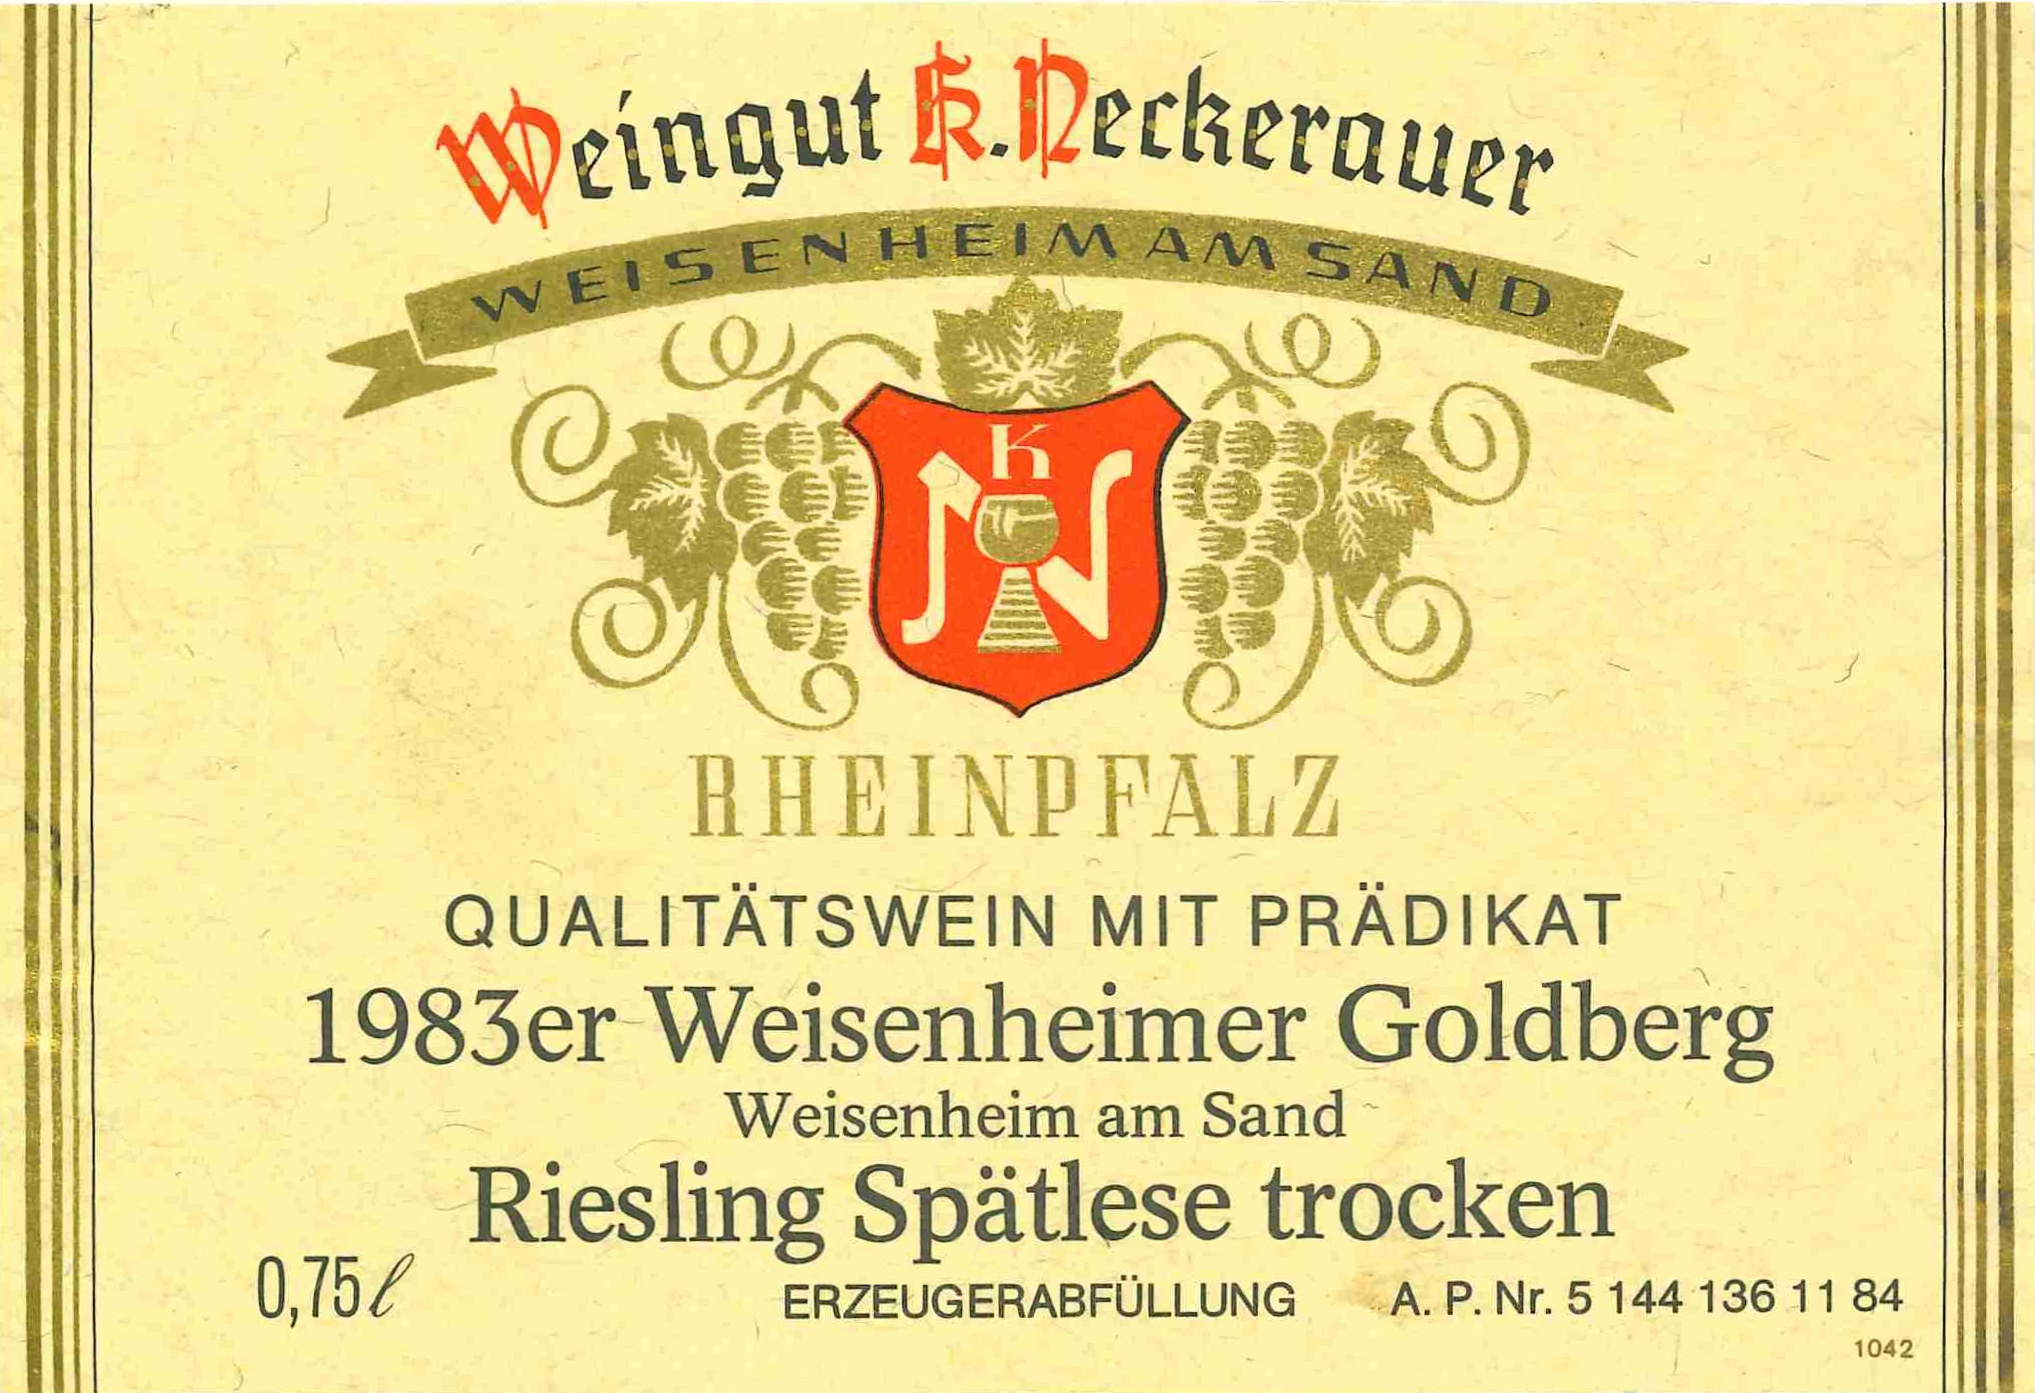 Weingut K. Neckerauer
WEISENHEIM AM SAND
K
N
RHEINPFALZ
QUALITÄTSWEIN MIT PRÄDIKAT
1983er Weisenheimer Goldberg
Weisenheim am Sand
Riesling Spätlese trocken
0,75 l
ERZEUGERABFÜLLUNG A. P. Nr. 5 144 136 11 84
1042